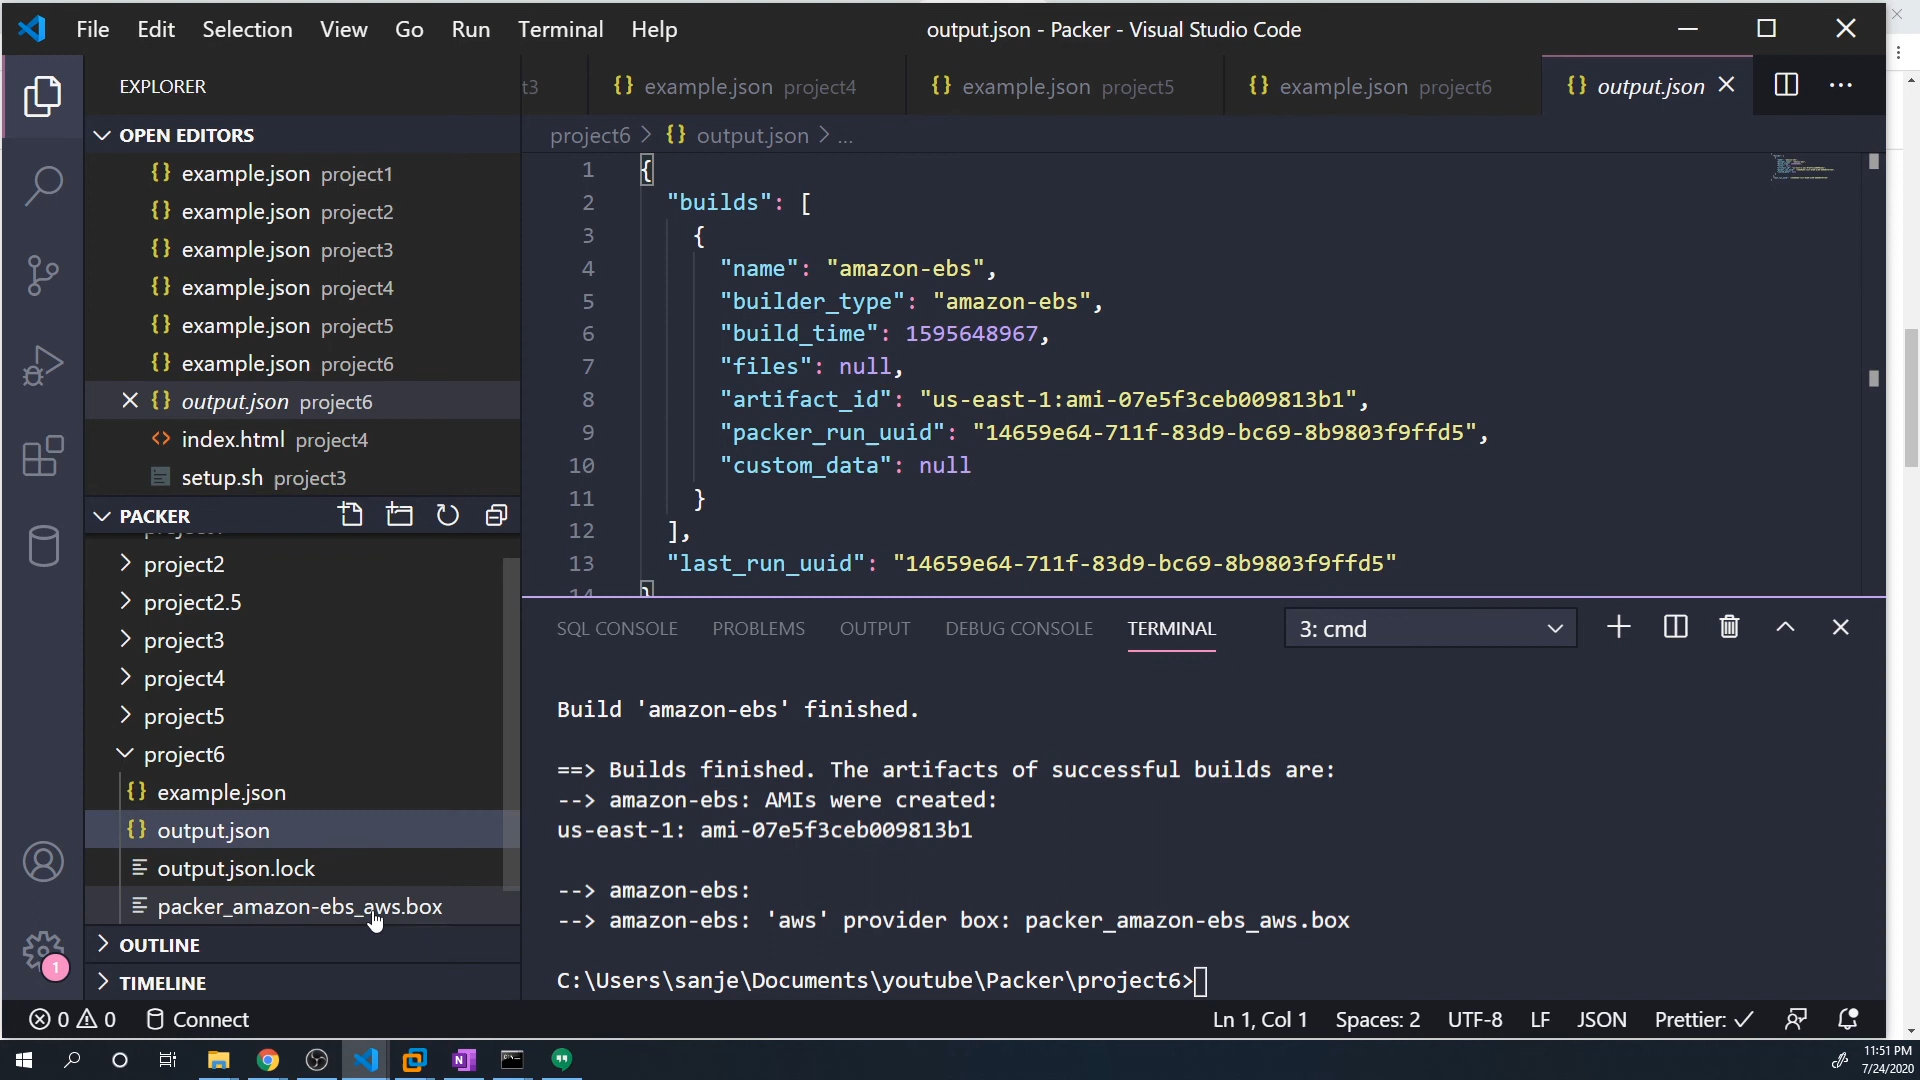 File Edit Selection View Go Run Terminal Help
output.json - Packer - Visual Studio Code
EXPLORER
t3
{} example.json project4
{} example.json project5
{} example.json project6
{} output.json
OPEN EDITORS
{} example.json project1
{} example.json project2
{} example.json project3
{} example.json project4
{} example.json project5
{} example.json project6
{} output.json project6
<> index.html project4
setup.sh project3
PACKER
project2
project2.5
project3
project4
project5
project6
{} example.json
{} output.json
output.json.lock
packer_amazon-ebs_aws.box
OUTLINE
TIMELINE
project6 > {} output.json > ...
1 {
2 "builds": [
3 {
4 "name": "amazon-ebs",
5 "builder_type": "amazon-ebs",
6 "build_time": 1595648967,
7 "files": null,
8 "artifact_id": "us-east-1:ami-07e5f3ceb009813b1",
9 "packer_run_uuid": "14659e64-711f-83d9-bc69-8b9803f9ffd5",
10 "custom_data": null
11 }
12 ],
13 "last_run_uuid": "14659e64-711f-83d9-bc69-8b9803f9ffd5"
14 }
SQL CONSOLE PROBLEMS OUTPUT DEBUG CONSOLE TERMINAL
3: cmd
Build 'amazon-ebs' finished.
==> Builds finished. The artifacts of successful builds are:
--> amazon-ebs: AMIs were created:
us-east-1: ami-07e5f3ceb009813b1
--> amazon-ebs:
--> amazon-ebs: 'aws' provider box: packer_amazon-ebs_aws.box
C:\Users\sanje\Documents\youtube\Packer\project6>
1
0 0 Connect
Ln 1, Col 1 Spaces: 2 UTF-8 LF JSON Prettier: ✓
11:51 PM
7/24/2020